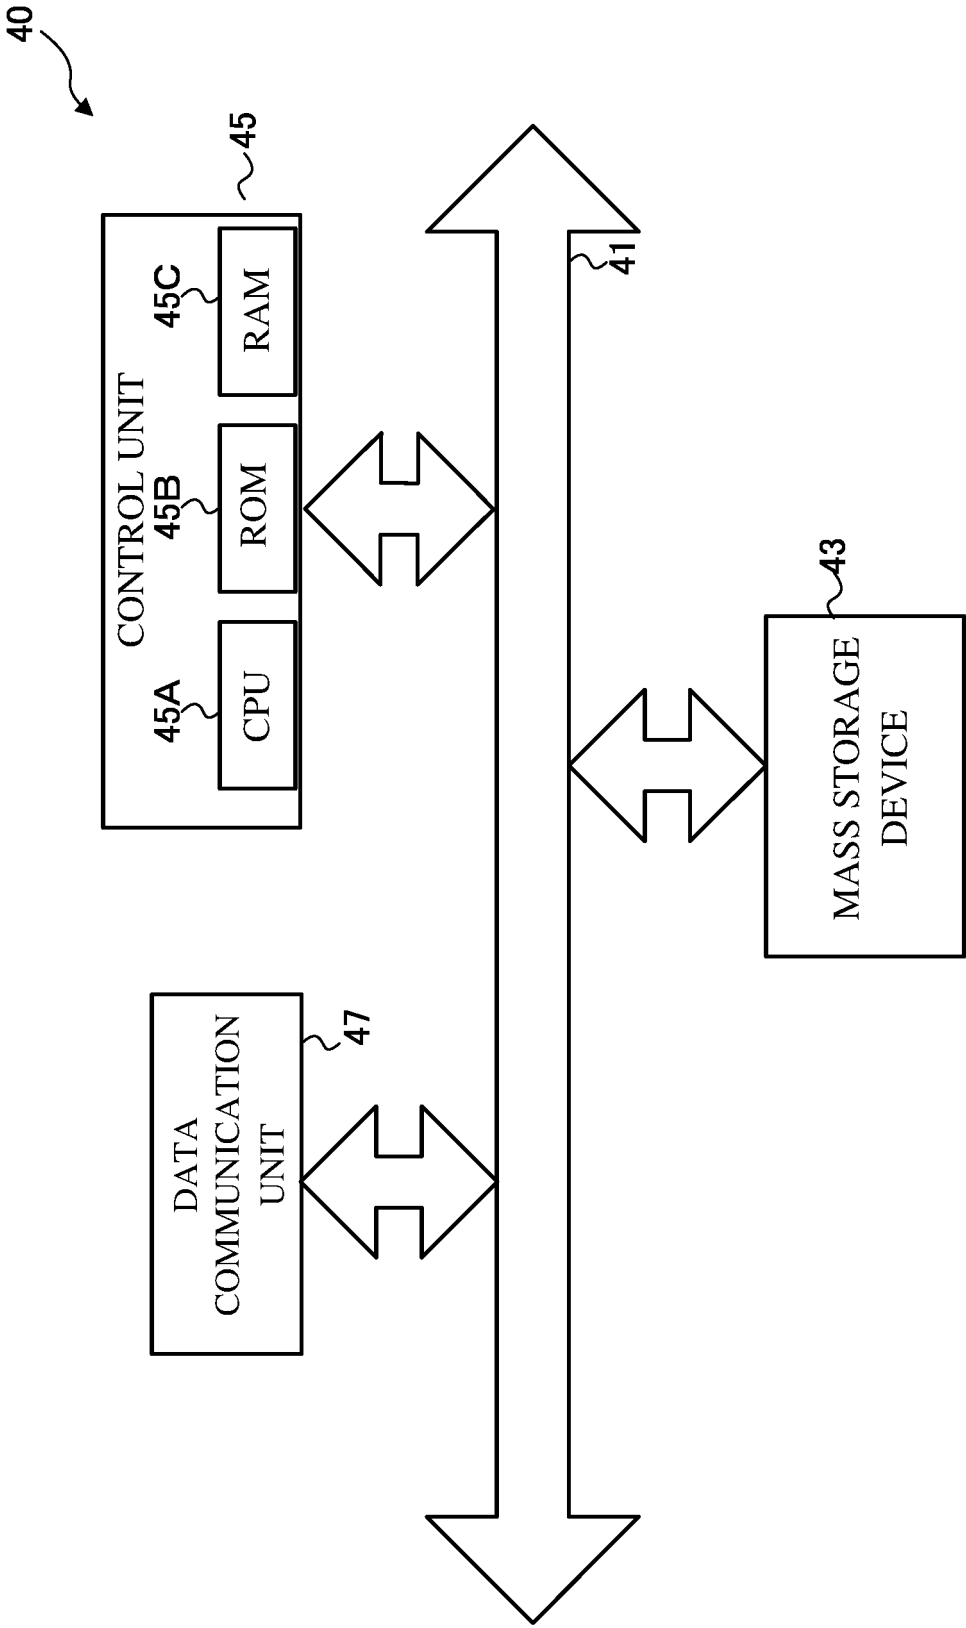 40
DATA
COMMUNICATION
UNIT
47
CONTROL UNIT
45
45A
CPU
45B
ROM
45C
RAM
41
43
MASS STORAGE
DEVICE